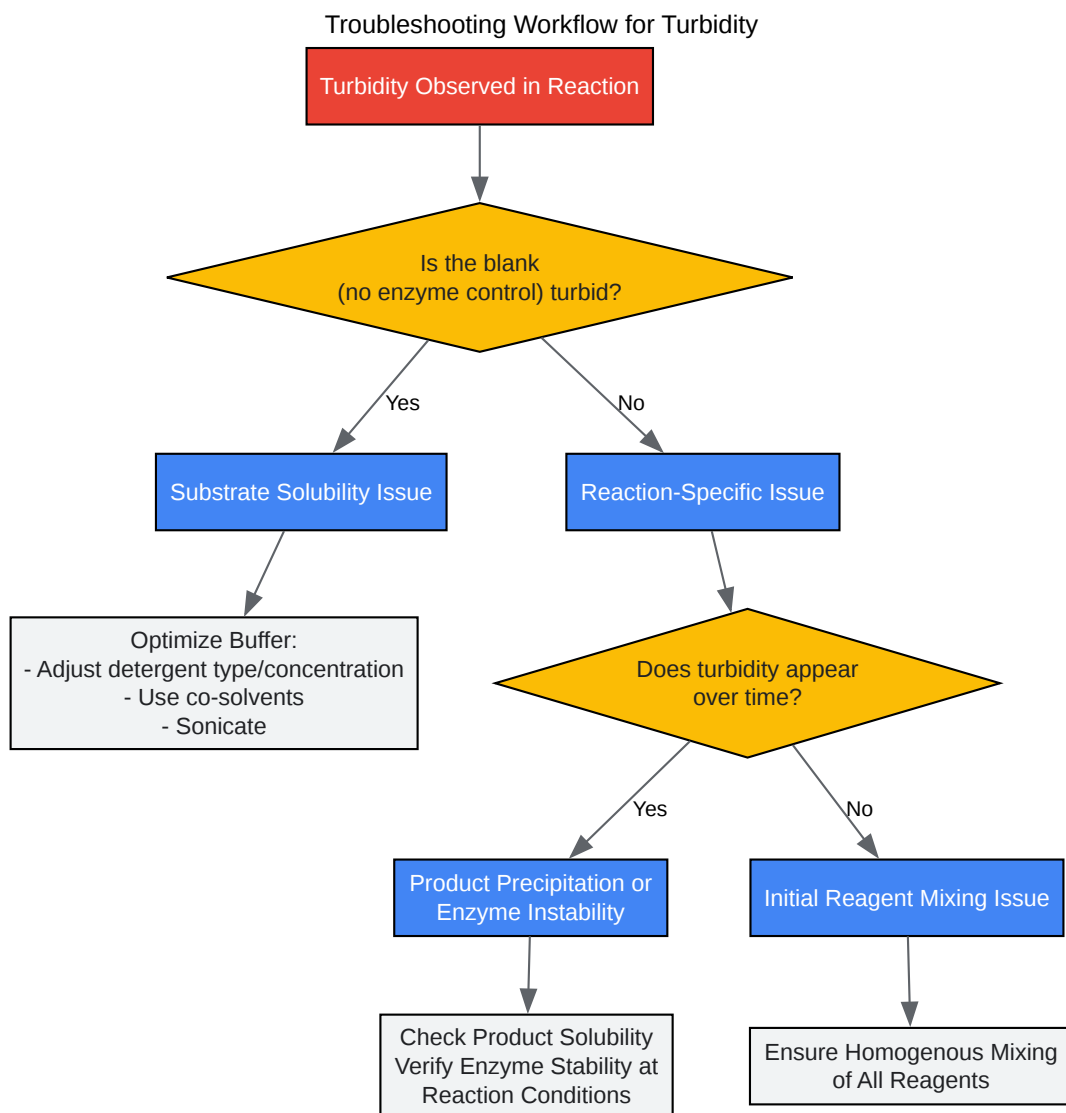 Troubleshooting Workflow for Turbidity
Turbidity Observed in Reaction
Is the blank
(no enzyme control) turbid?
Yes
No
Substrate Solubility Issue
Reaction-Specific Issue
Optimize Buffer:
- Adjust detergent type/concentration
- Use co-solvents
- Sonicate
Does turbidity appear
over time?
Yes
No
Product Precipitation or
Enzyme Instability
Initial Reagent Mixing Issue
Check Product Solubility
Verify Enzyme Stability at
Reaction Conditions
Ensure Homogenous Mixing
of All Reagents